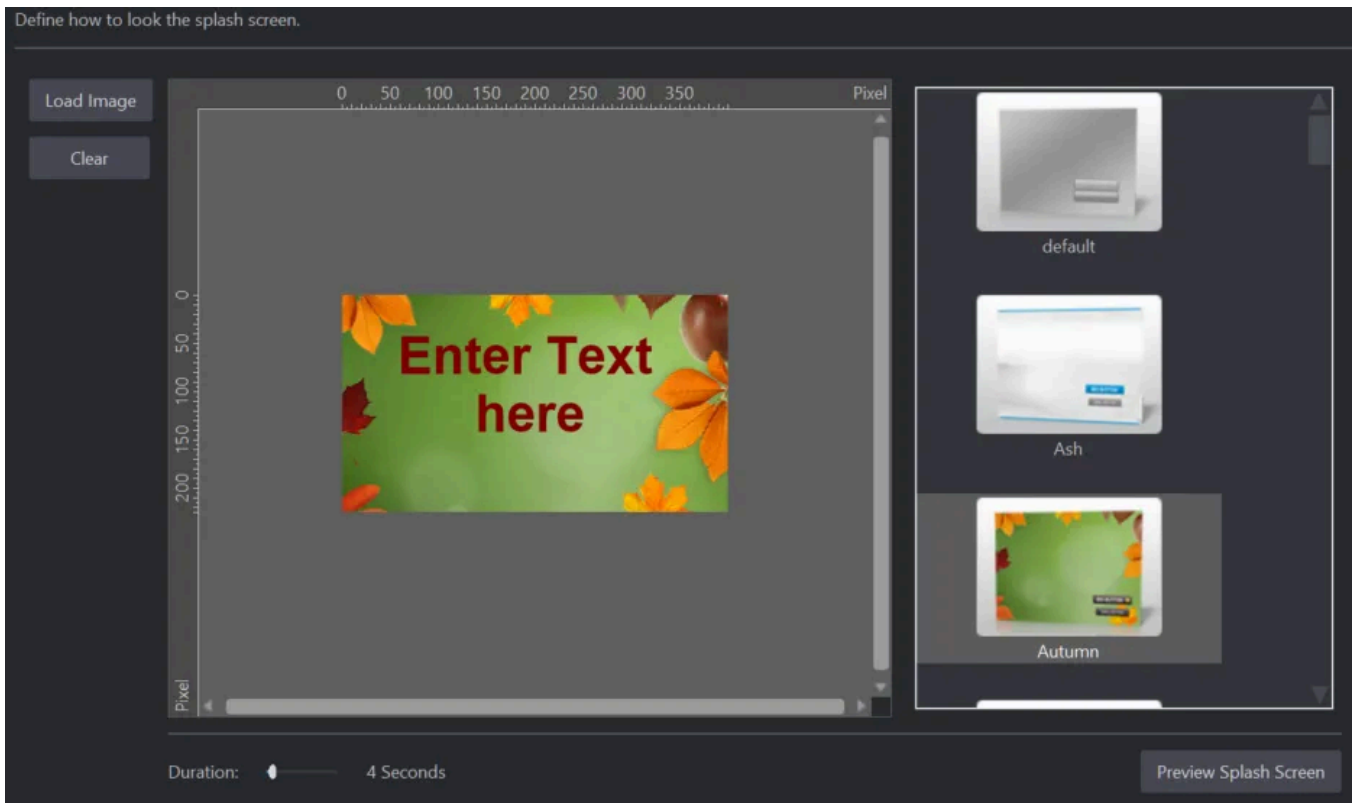 Define how to look the splash screen.
Load Image
Clear
0 50 100 150 200 250 300 350 Pixel
0 50 100 150 200 Pixel
Enter Text
here
default
Ash
Autumn
Duration: 4 Seconds
Preview Splash Screen